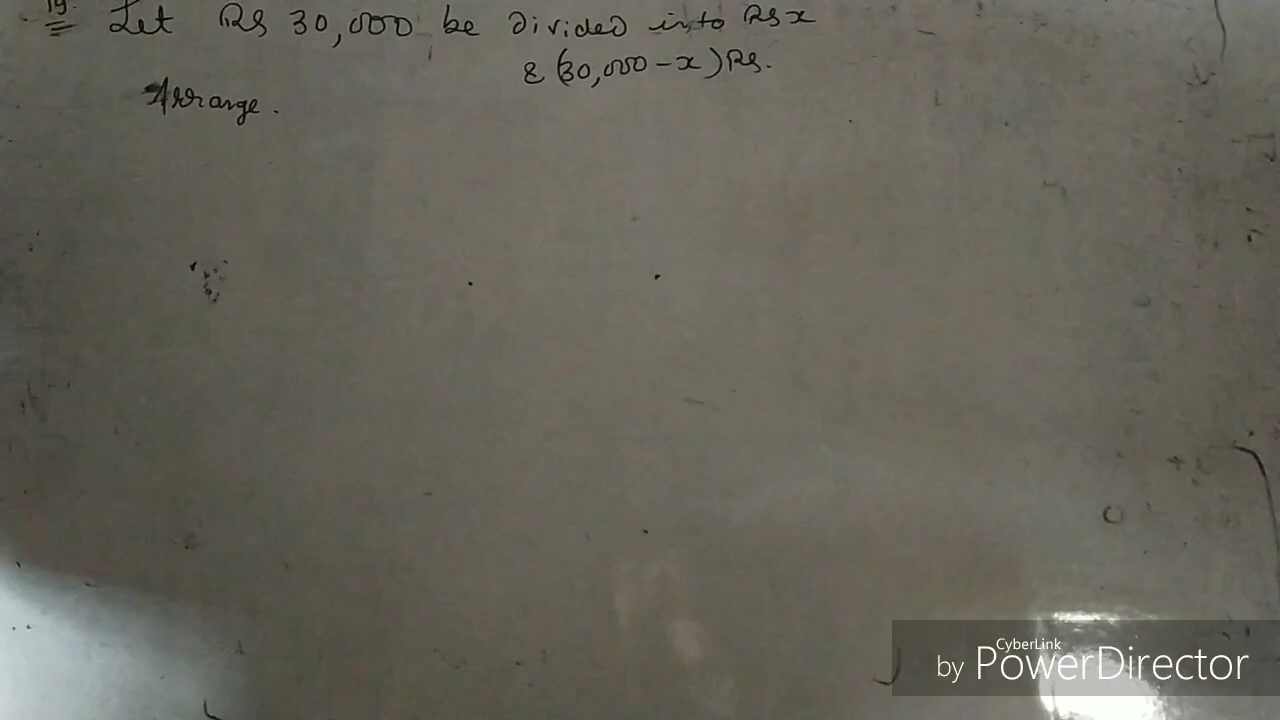 19.
Let Rs 30,000 be divided into Rs x
& (30,000 - x) Rs.
Arrange.
CyberLink
by PowerDirector